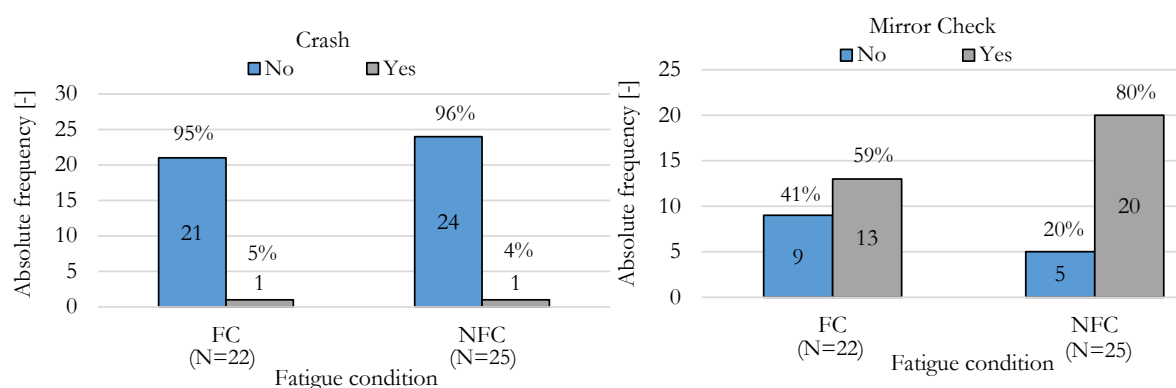 Crash
No Yes
Absolute frequency [-]
30
25
20
15
10
5
0
95%
21
5%
1
96%
24
4%
1
FC
(N=22)
NFC
(N=25)
Fatigue condition
Mirror Check
No Yes
Absolute frequency [-]
25
20
15
10
5
0
41%
9
59%
13
20%
5
80%
20
FC
(N=22)
NFC
(N=25)
Fatigue condition